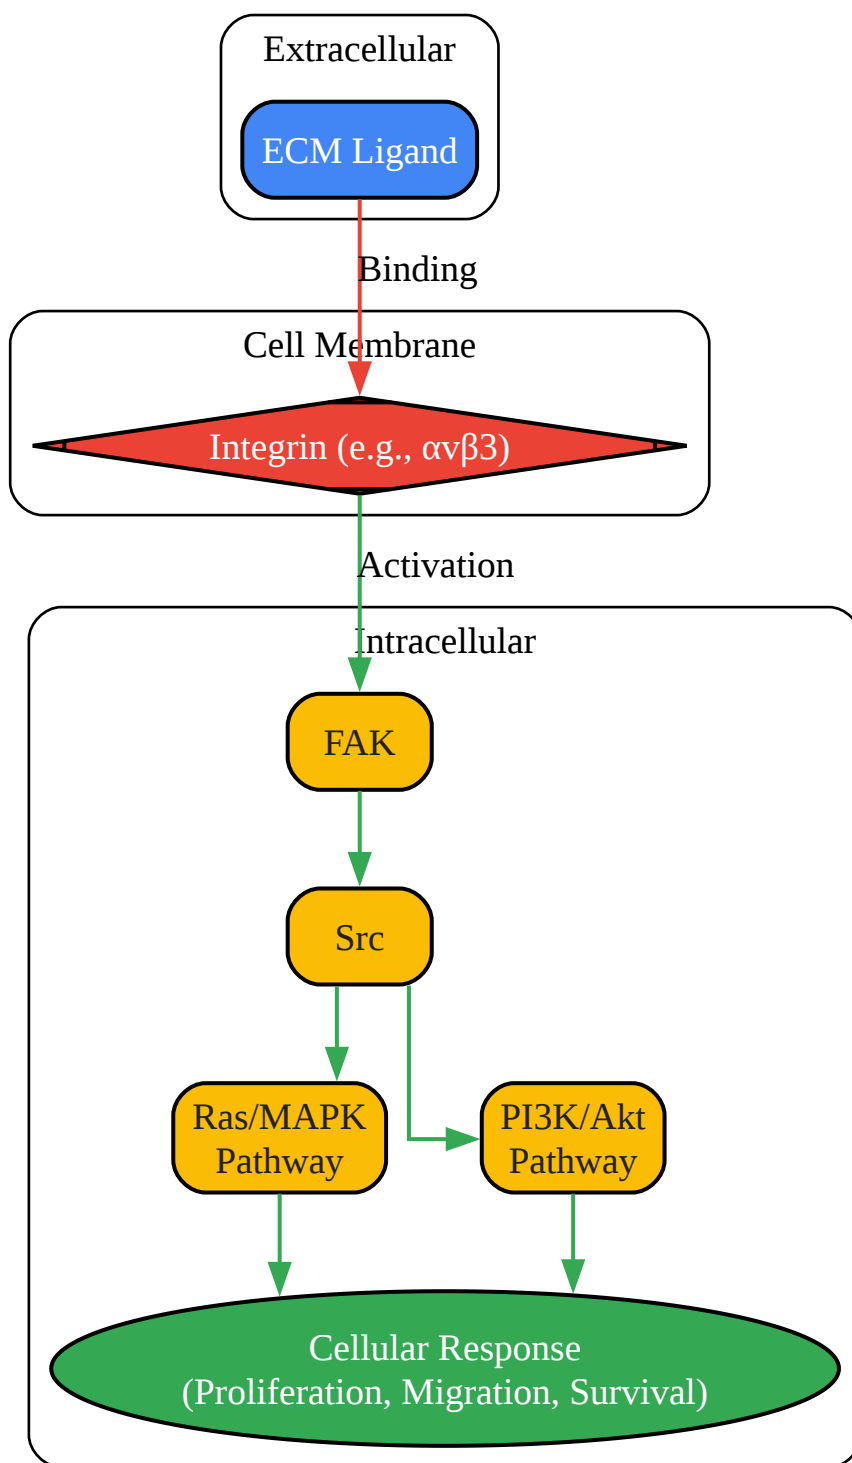 Extracellular
ECM Ligand
Binding
Cell Membrane
Integrin (e.g., αvβ3)
Activation
Intracellular
FAK
Src
Ras/MAPK
Pathway
PI3K/Akt
Pathway
Cellular Response
(Proliferation, Migration, Survival)